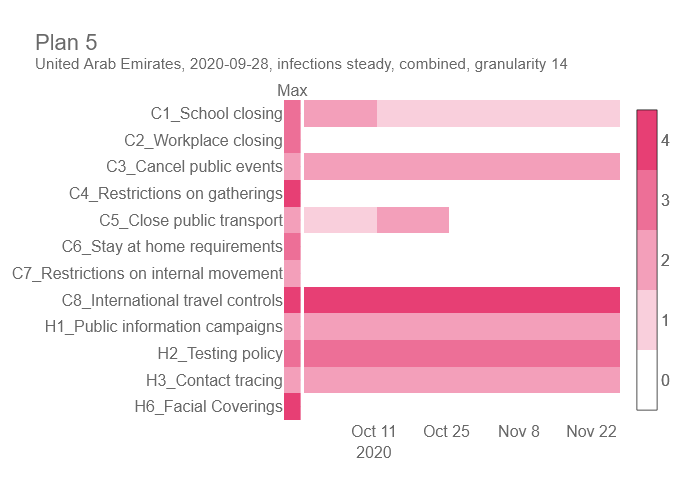 Plan 5
United Arab Emirates, 2020-09-28, infections steady, combined, granularity 14
Max
C1_School closing
C2_Workplace closing
C3_Cancel public events
C4_Restrictions on gatherings
C5_Close public transport
C6_Stay at home requirements
C7_Restrictions on internal movement
C8_International travel controls
H1_Public information campaigns
H2_Testing policy
H3_Contact tracing
H6_Facial Coverings
4
3
2
1
0
Oct 11 Oct 25 Nov 8 Nov 22
2020